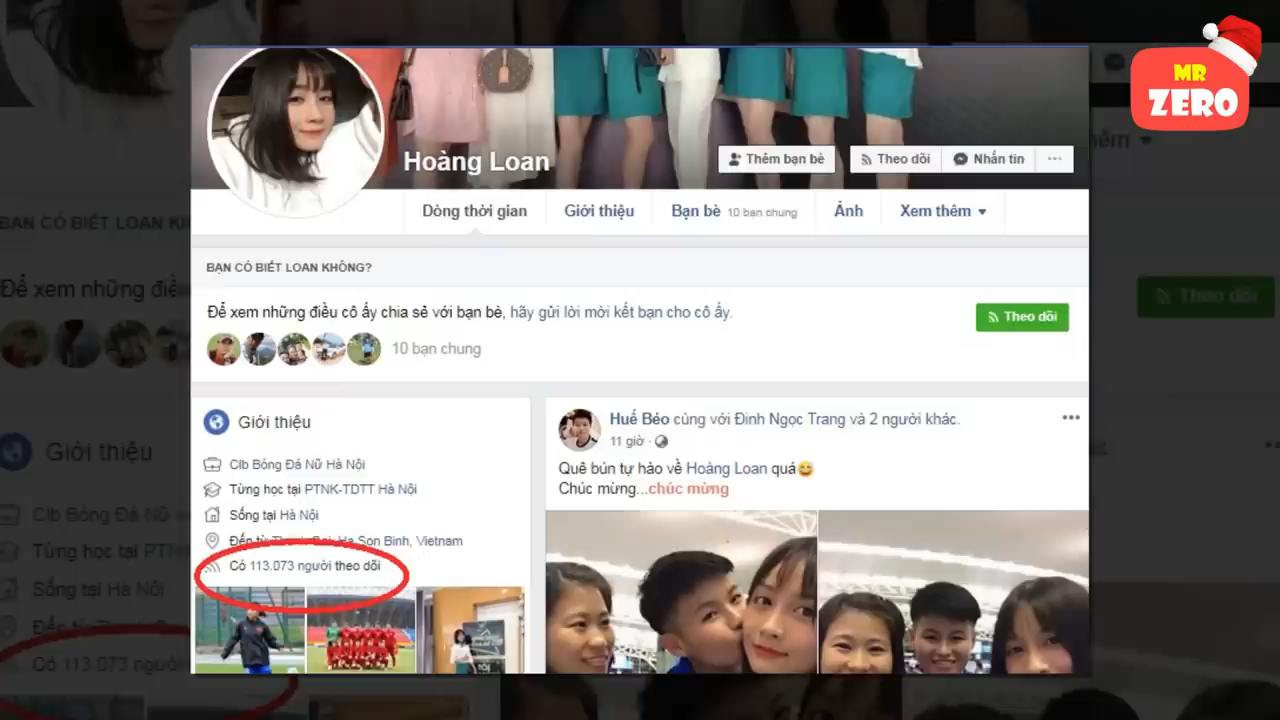 MR
ZERO
Hoàng Loan
Thêm bạn bè
Theo dõi
Nhắn tin
Dòng thời gian
Giới thiệu
Bạn bè 10 bạn chung
Ảnh
Xem thêm
BẠN CÓ BIẾT LOAN KHÔNG?
Để xem những điều cô ấy chia sẻ với bạn bè, hãy gửi lời mời kết bạn cho cô ấy.
Theo dõi
10 bạn chung
Giới thiệu
Clb Bóng Đá Nữ Hà Nội
Từng học tại PTNK-TDTT Hà Nội
Sống tại Hà Nội
Đến từ Sơn Bình, Vietnam
Có 113.073 người theo dõi
Huế Béo cùng với Đinh Ngọc Trang và 2 người khác.
11 giờ
Quê bún tự hào về Hoàng Loan quá😄
Chúc mừng...chúc mừng